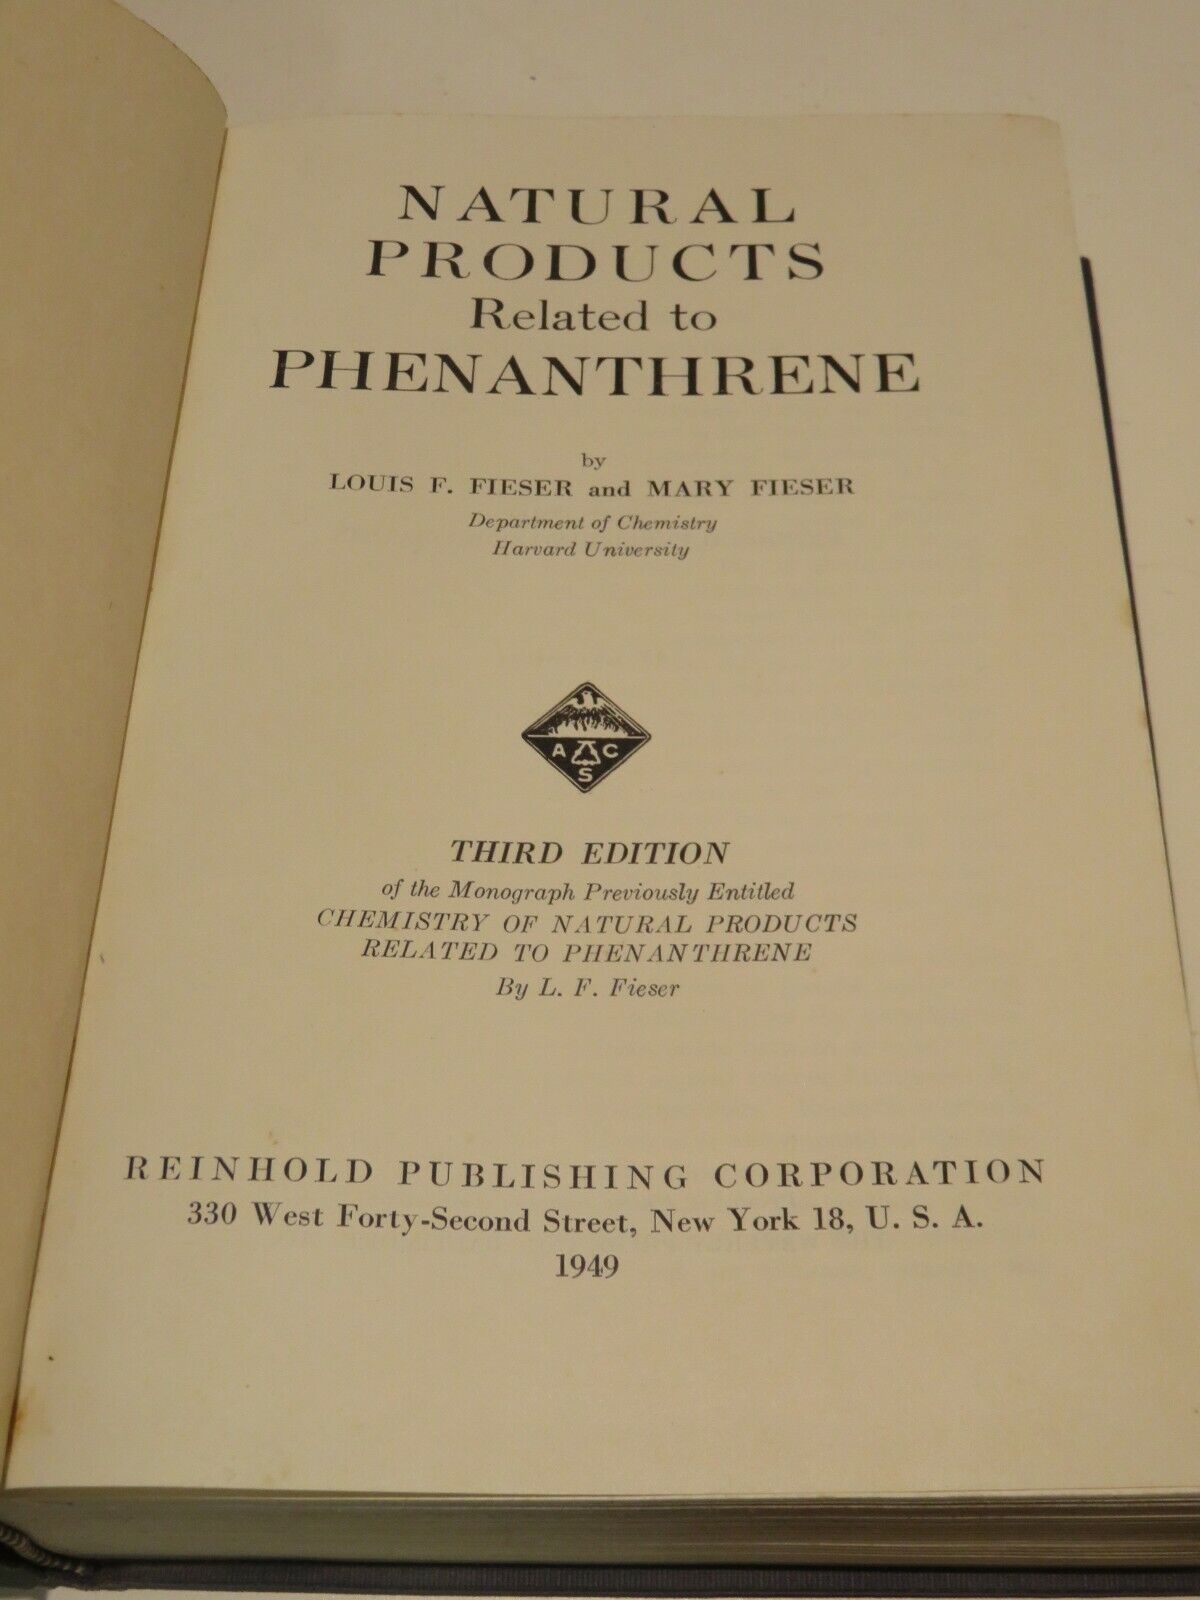 NATURAL
PRODUCTS
Related to
PHENANTHRENE
by
LOUIS F. FIESER and MARY FIESER
Department of Chemistry
Harvard University
A C
S
THIRD EDITION
of the Monograph Previously Entitled
CHEMISTRY OF NATURAL PRODUCTS
RELATED TO PHENANTHRENE
By L. F. Fieser
REINHOLD PUBLISHING CORPORATION
330 West Forty-Second Street, New York 18, U. S. A.
1949